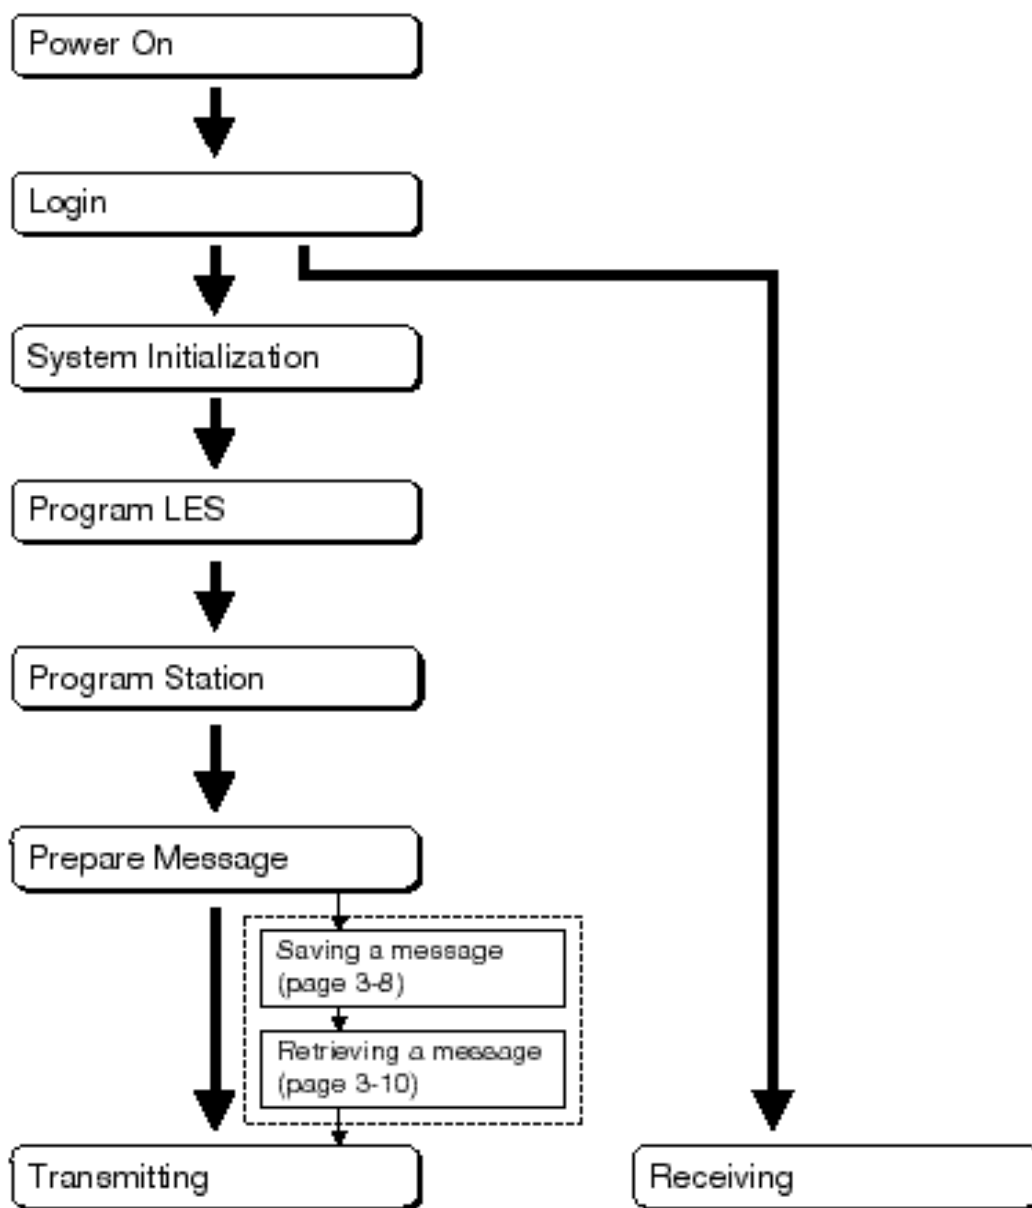 Power On
Login
System Initialization
Program LES
Program Station
Prepare Message
Saving a message
(page 3-8)
Retrieving a message
(page 3-10)
Transmitting
Receiving